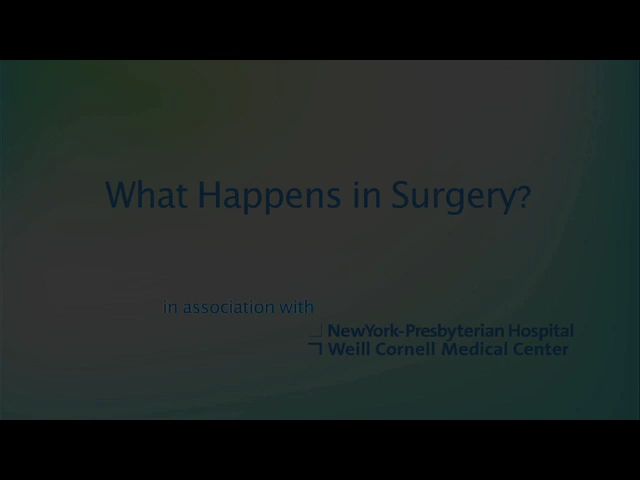 What Happens in Surgery?
in association with
NewYork-Presbyterian Hospital
Weill Cornell Medical Center